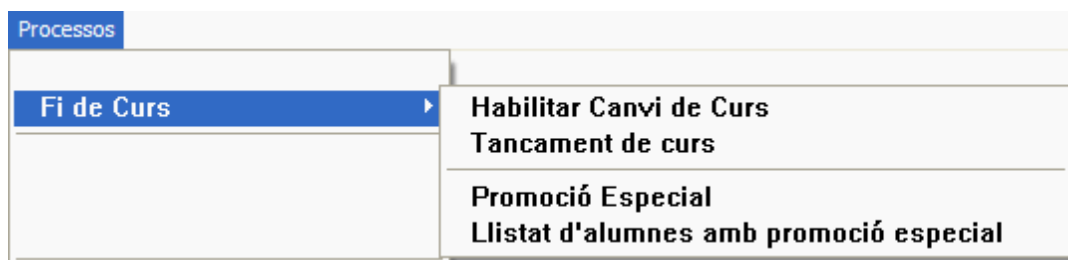 Processos
Fi de Curs
Habilitar Canvi de Curs
Tancament de curs
Promoció Especial
Llistat d'alumnes amb promoció especial